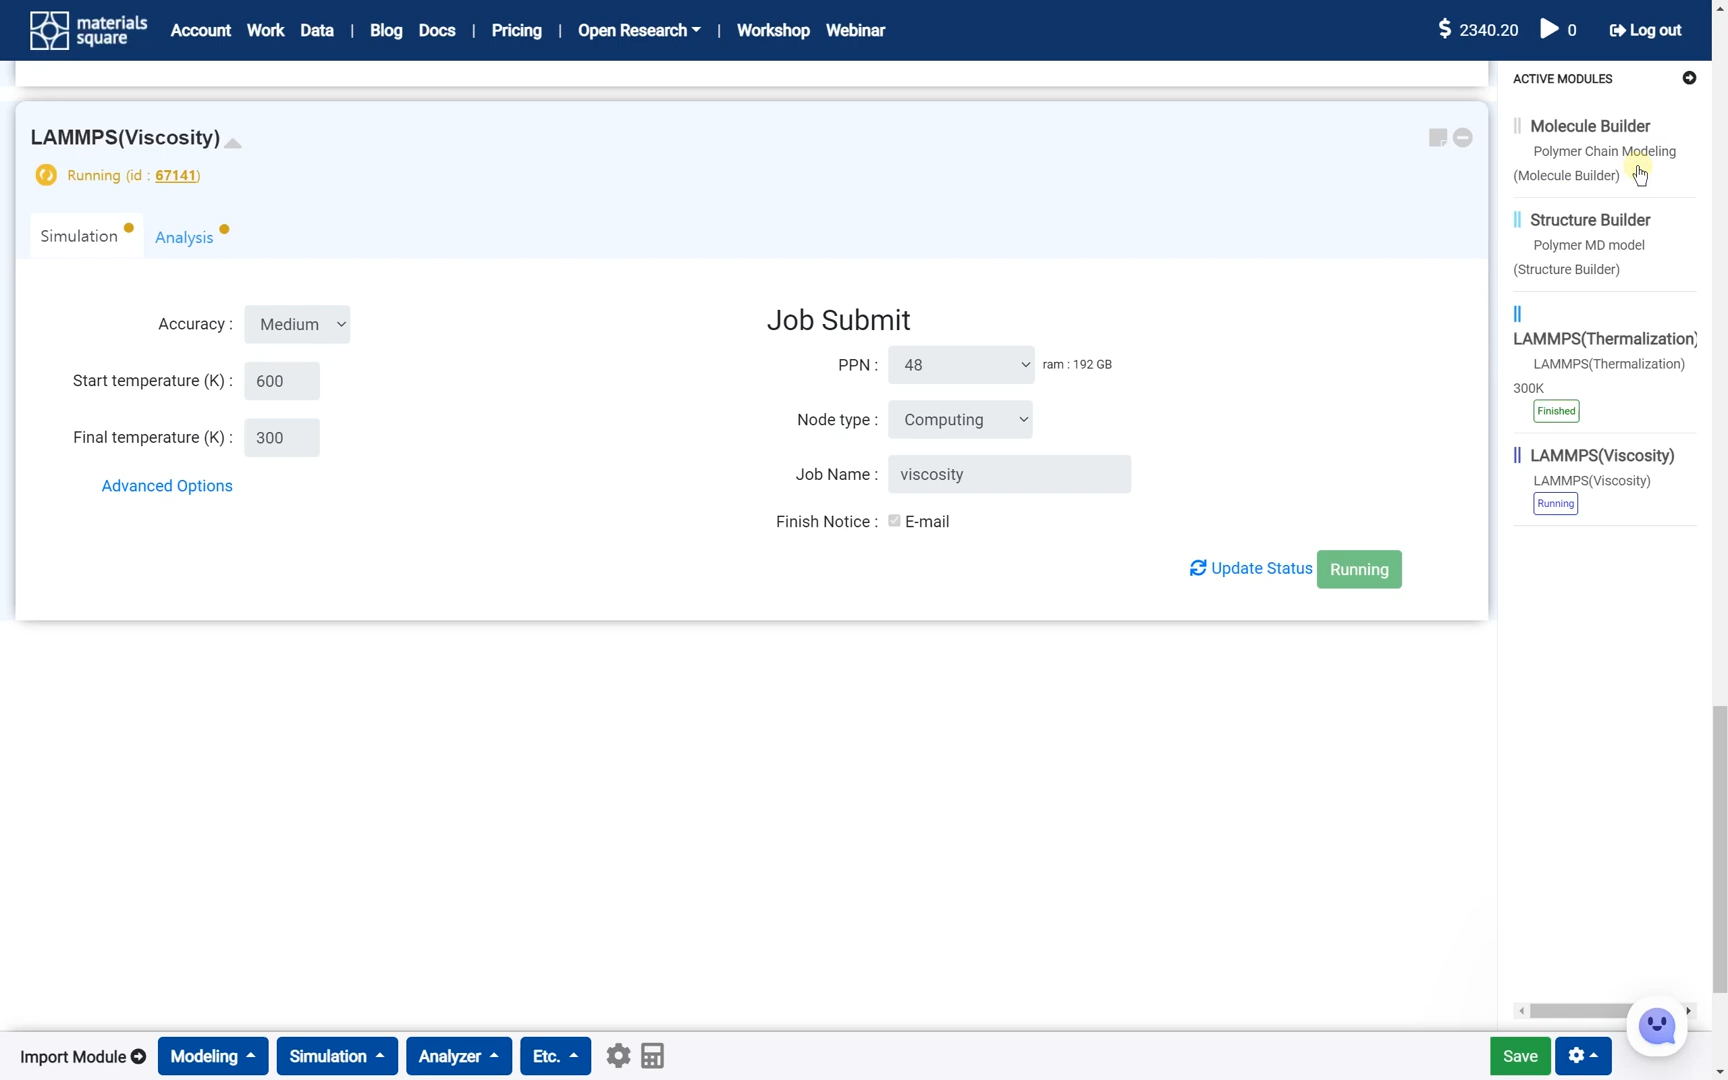 materials
square
Account Work Data | Blog Docs | Pricing | Open Research | Workshop Webinar
$ 2340.20 0 Log out
ACTIVE MODULES
LAMMPS(Viscosity)
Running (id : 67141)
Simulation Analysis
Accuracy : Medium
Start temperature (K) : 600
Final temperature (K) : 300
Advanced Options
Job Submit
PPN : 48 ram : 192 GB
Node type : Computing
Job Name : viscosity
Finish Notice : E-mail
Update Status Running
Molecule Builder
Polymer Chain Modeling
(Molecule Builder)
Structure Builder
Polymer MD model
(Structure Builder)
LAMMPS(Thermalization)
LAMMPS(Thermalization)
300K
Finished
LAMMPS(Viscosity)
LAMMPS(Viscosity)
Running
Import Module Modeling Simulation Analyzer Etc. Save